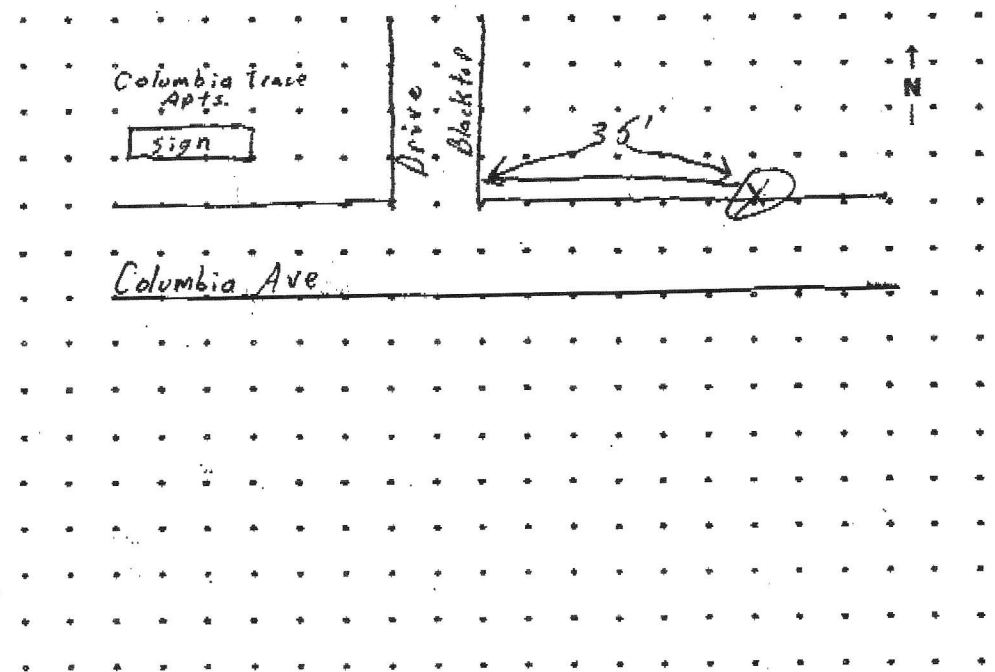 Columbia Trace
Apts.
sign
Drive
Blacktop
35'
N
X
Columbia Ave